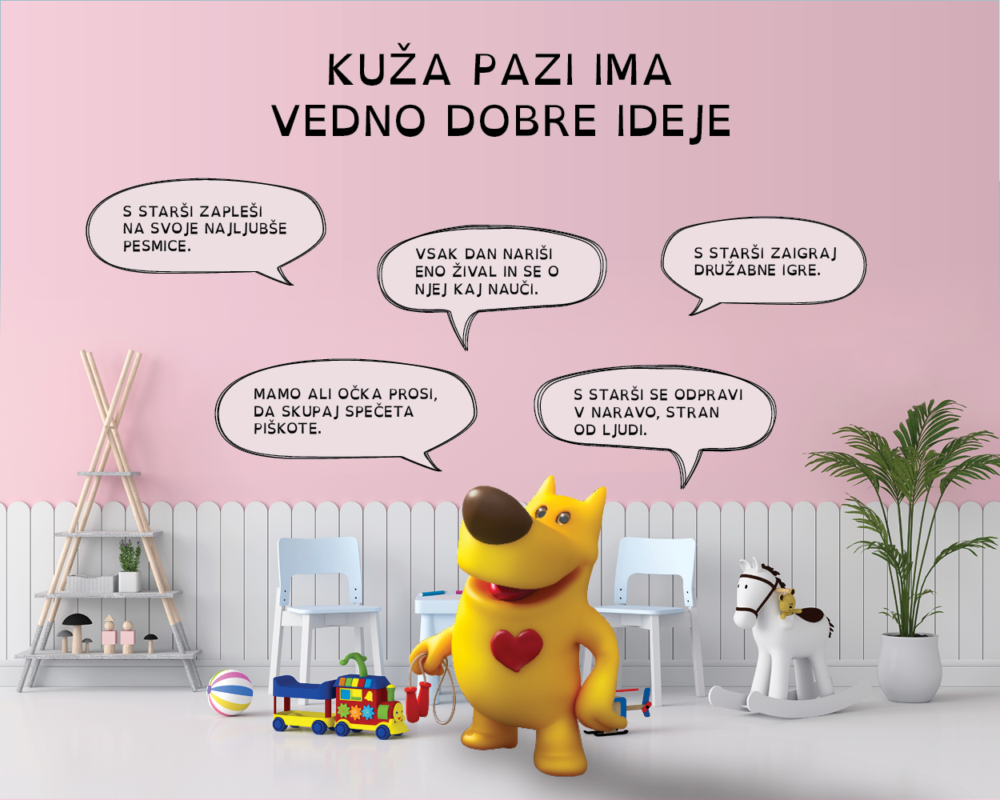 KUŽA PAZI IMA
VEDNO DOBRE IDEJE
S STARŠI ZAPLEŠI
NA SVOJE NAJLJUBŠE
PESMICE.
VSAK DAN NARIŠI
ENO ŽIVAL IN SE O
NJEJ KAJ NAUČI.
S STARŠI ZAIGRAJ
DRUŽABNE IGRE.
MAMO ALI OČKA PROSI,
DA SKUPAJ SPEČETA
PIŠKOTE.
S STARŠI SE ODPRAVI
V NARAVO, STRAN
OD LJUDI.